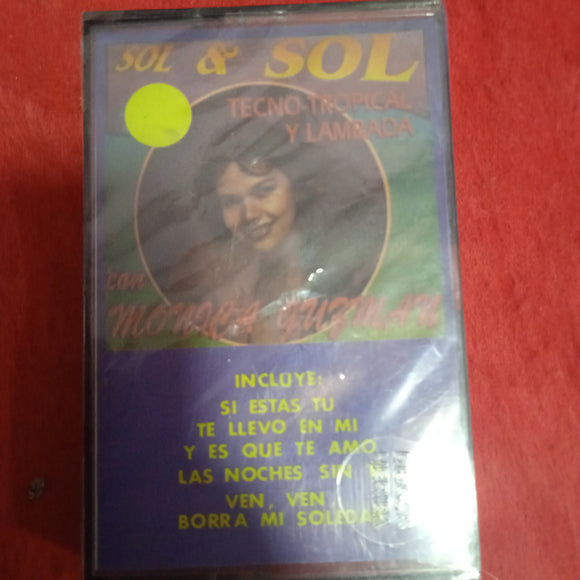 SOL & SOL
TECNO-TROPICAL
Y LAMBADA
con
MONICA GUZMAN
INCLUYE:
SI ESTAS TU
TE LLEVO EN MI
Y ES QUE TE AMO
LAS NOCHES SIN
VEN, VEN
BORRA MI SOLEDA